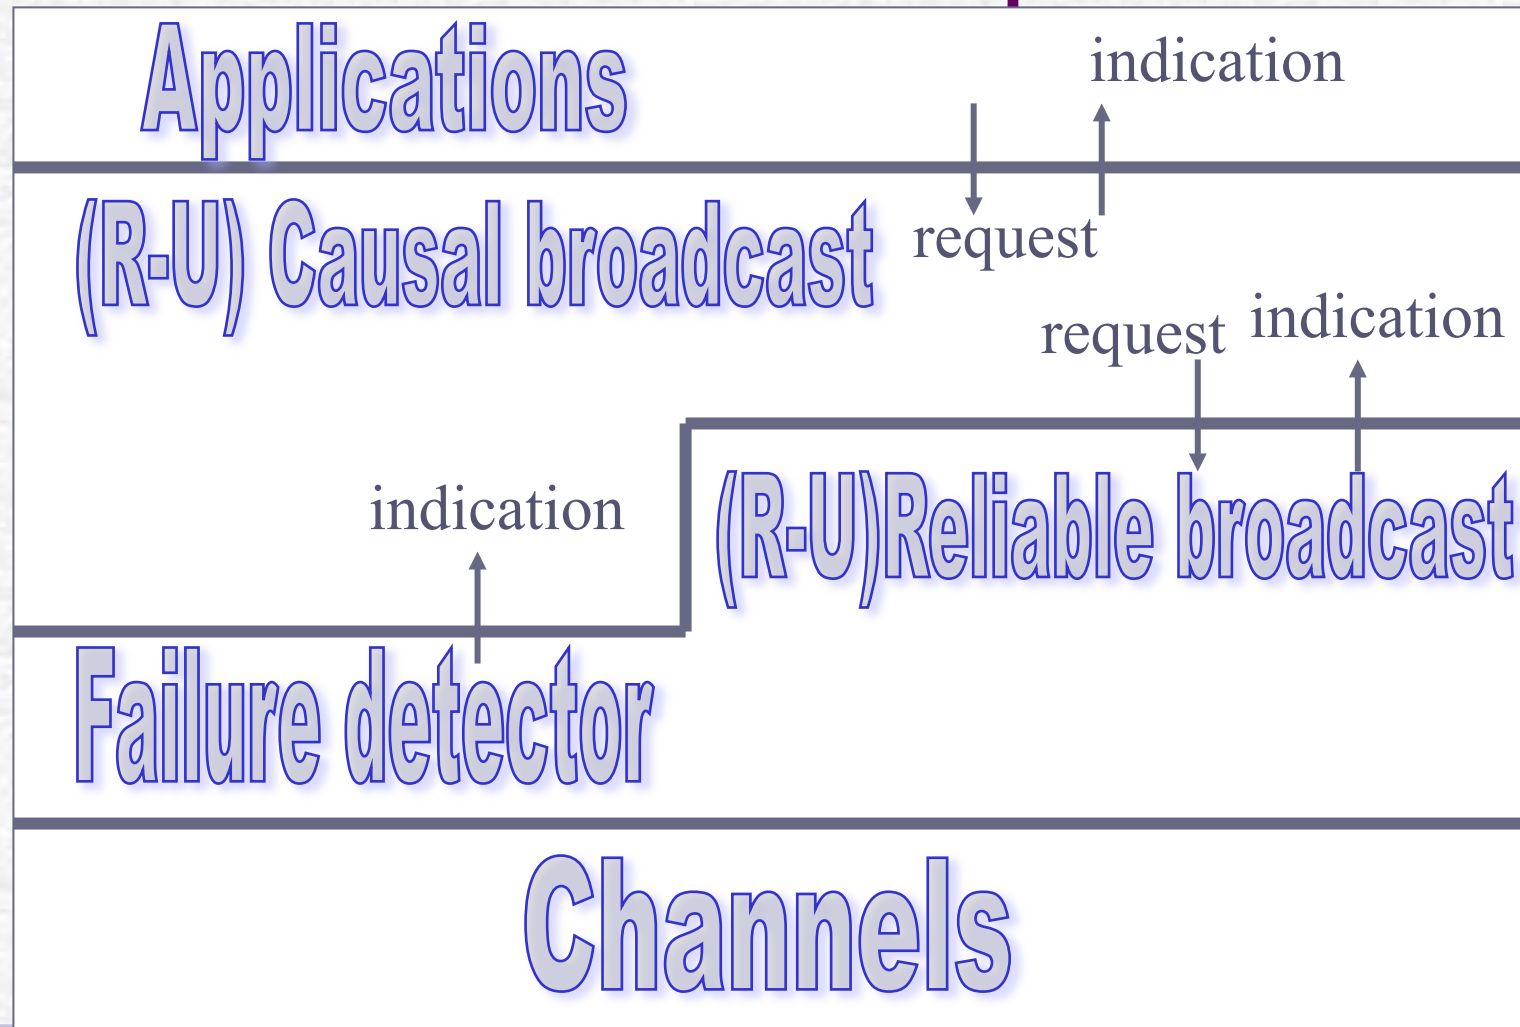 Applications
indication
(R-U) Causal broadcast
request
request
indication
indication
(R-U)Reliable broadcast
Failure detector
Channels